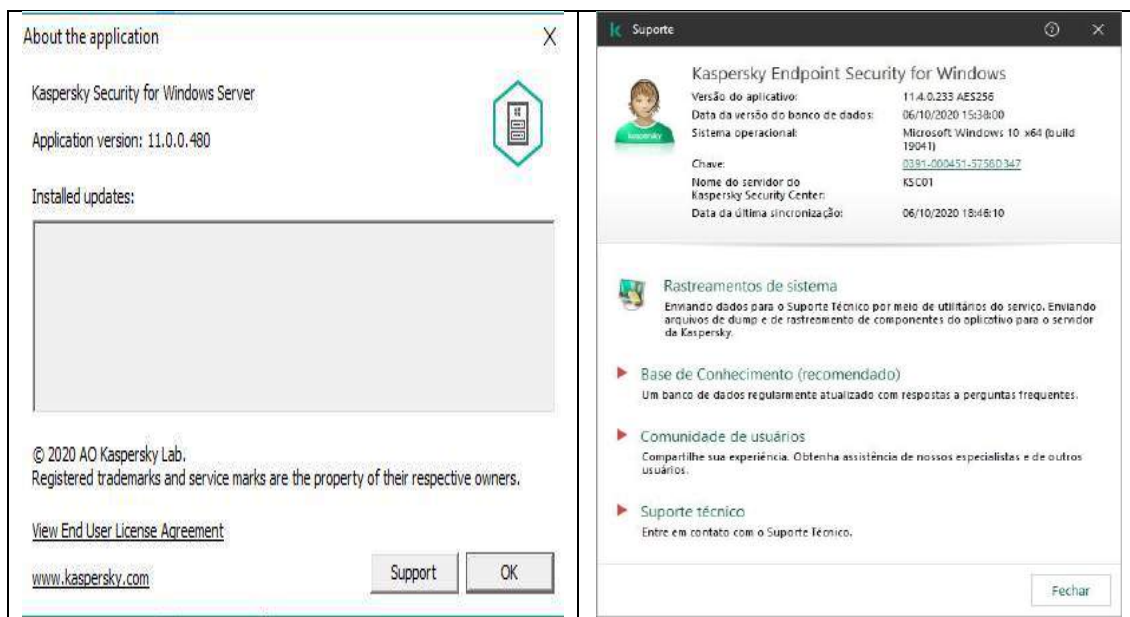 About the application
X
Kaspersky Security for Windows Server
Application version: 11.0.0.480
Installed updates:
© 2020 AO Kaspersky Lab.
Registered trademarks and service marks are the property of their respective owners.
View End User License Agreement
www.kaspersky.com
Support
OK
Suporte
Kaspersky Endpoint Security for Windows
Versão do aplicativo: 11.4.0.233 AES256
Data da versão do banco de dados: 06/10/2020 15:38:00
Sistema operacional: Microsoft Windows 10 x64 (build
19041)
Chave: 0391-000451-5758D347
Nome do servidor do KSC01
Kaspersky Security Center:
Data da última sincronização: 06/10/2020 18:46:10
kaspersky
Rastreamentos de sistema
Enviando dados para o Suporte Técnico por meio de utilitários do serviço. Enviando
arquivos de dump e de rastreamento de componentes do aplicativo para o servidor
da Kaspersky.
Base de Conhecimento (recomendado)
Um banco de dados regularmente atualizado com respostas a perguntas frequentes.
Comunidade de usuários
Compartilhe sua experiência. Obtenha assistência de nossos especialistas e de outros
usuários.
Suporte técnico
Entre em contato com o Suporte Técnico.
Fechar